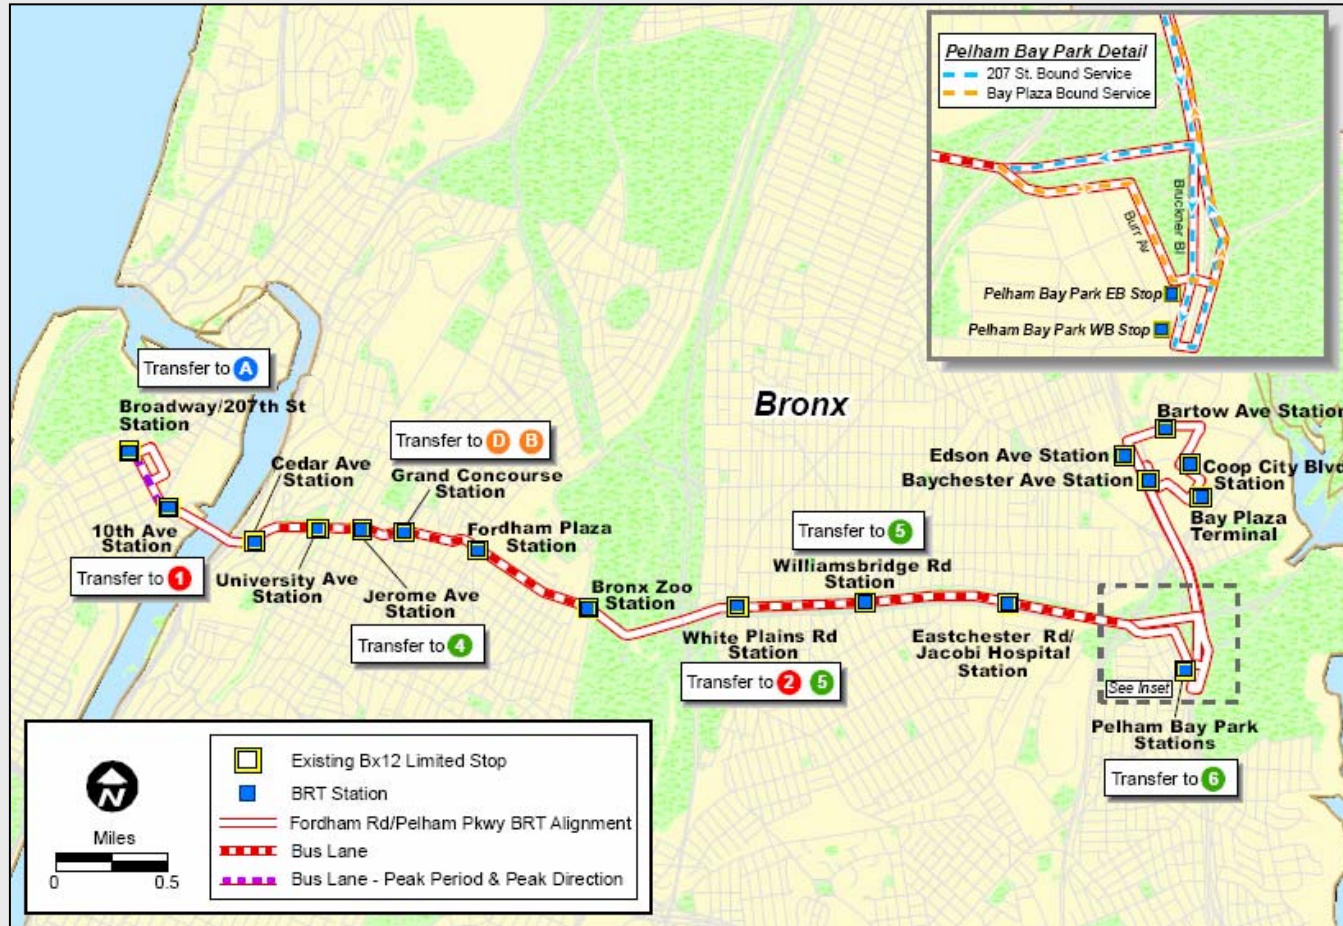 Pelham Bay Park Detail
207 St. Bound Service
Bay Plaza Bound Service
Burr Av
Bruckner Bl
Pelham Bay Park EB Stop
Pelham Bay Park WB Stop
Bronx
Transfer to A
Broadway/207th St
Station
10th Ave
Station
Transfer to 1
Cedar Ave
Station
University Ave
Station
Jerome Ave
Station
Transfer to 4
Transfer to D B
Grand Concourse
Station
Fordham Plaza
Station
Bronx Zoo
Station
White Plains Rd
Station
Transfer to 2 5
Transfer to 5
Williamsbridge Rd
Station
Eastchester Rd/
Jacobi Hospital
Station
See Inset
Pelham Bay Park
Stations
Transfer to 6
Bartow Ave Station
Edson Ave Station
Baychester Ave Station
Coop City Blvd
Station
Bay Plaza
Terminal
N
Miles
0 0.5
Existing Bx12 Limited Stop
BRT Station
Fordham Rd/Pelham Pkwy BRT Alignment
Bus Lane
Bus Lane - Peak Period & Peak Direction